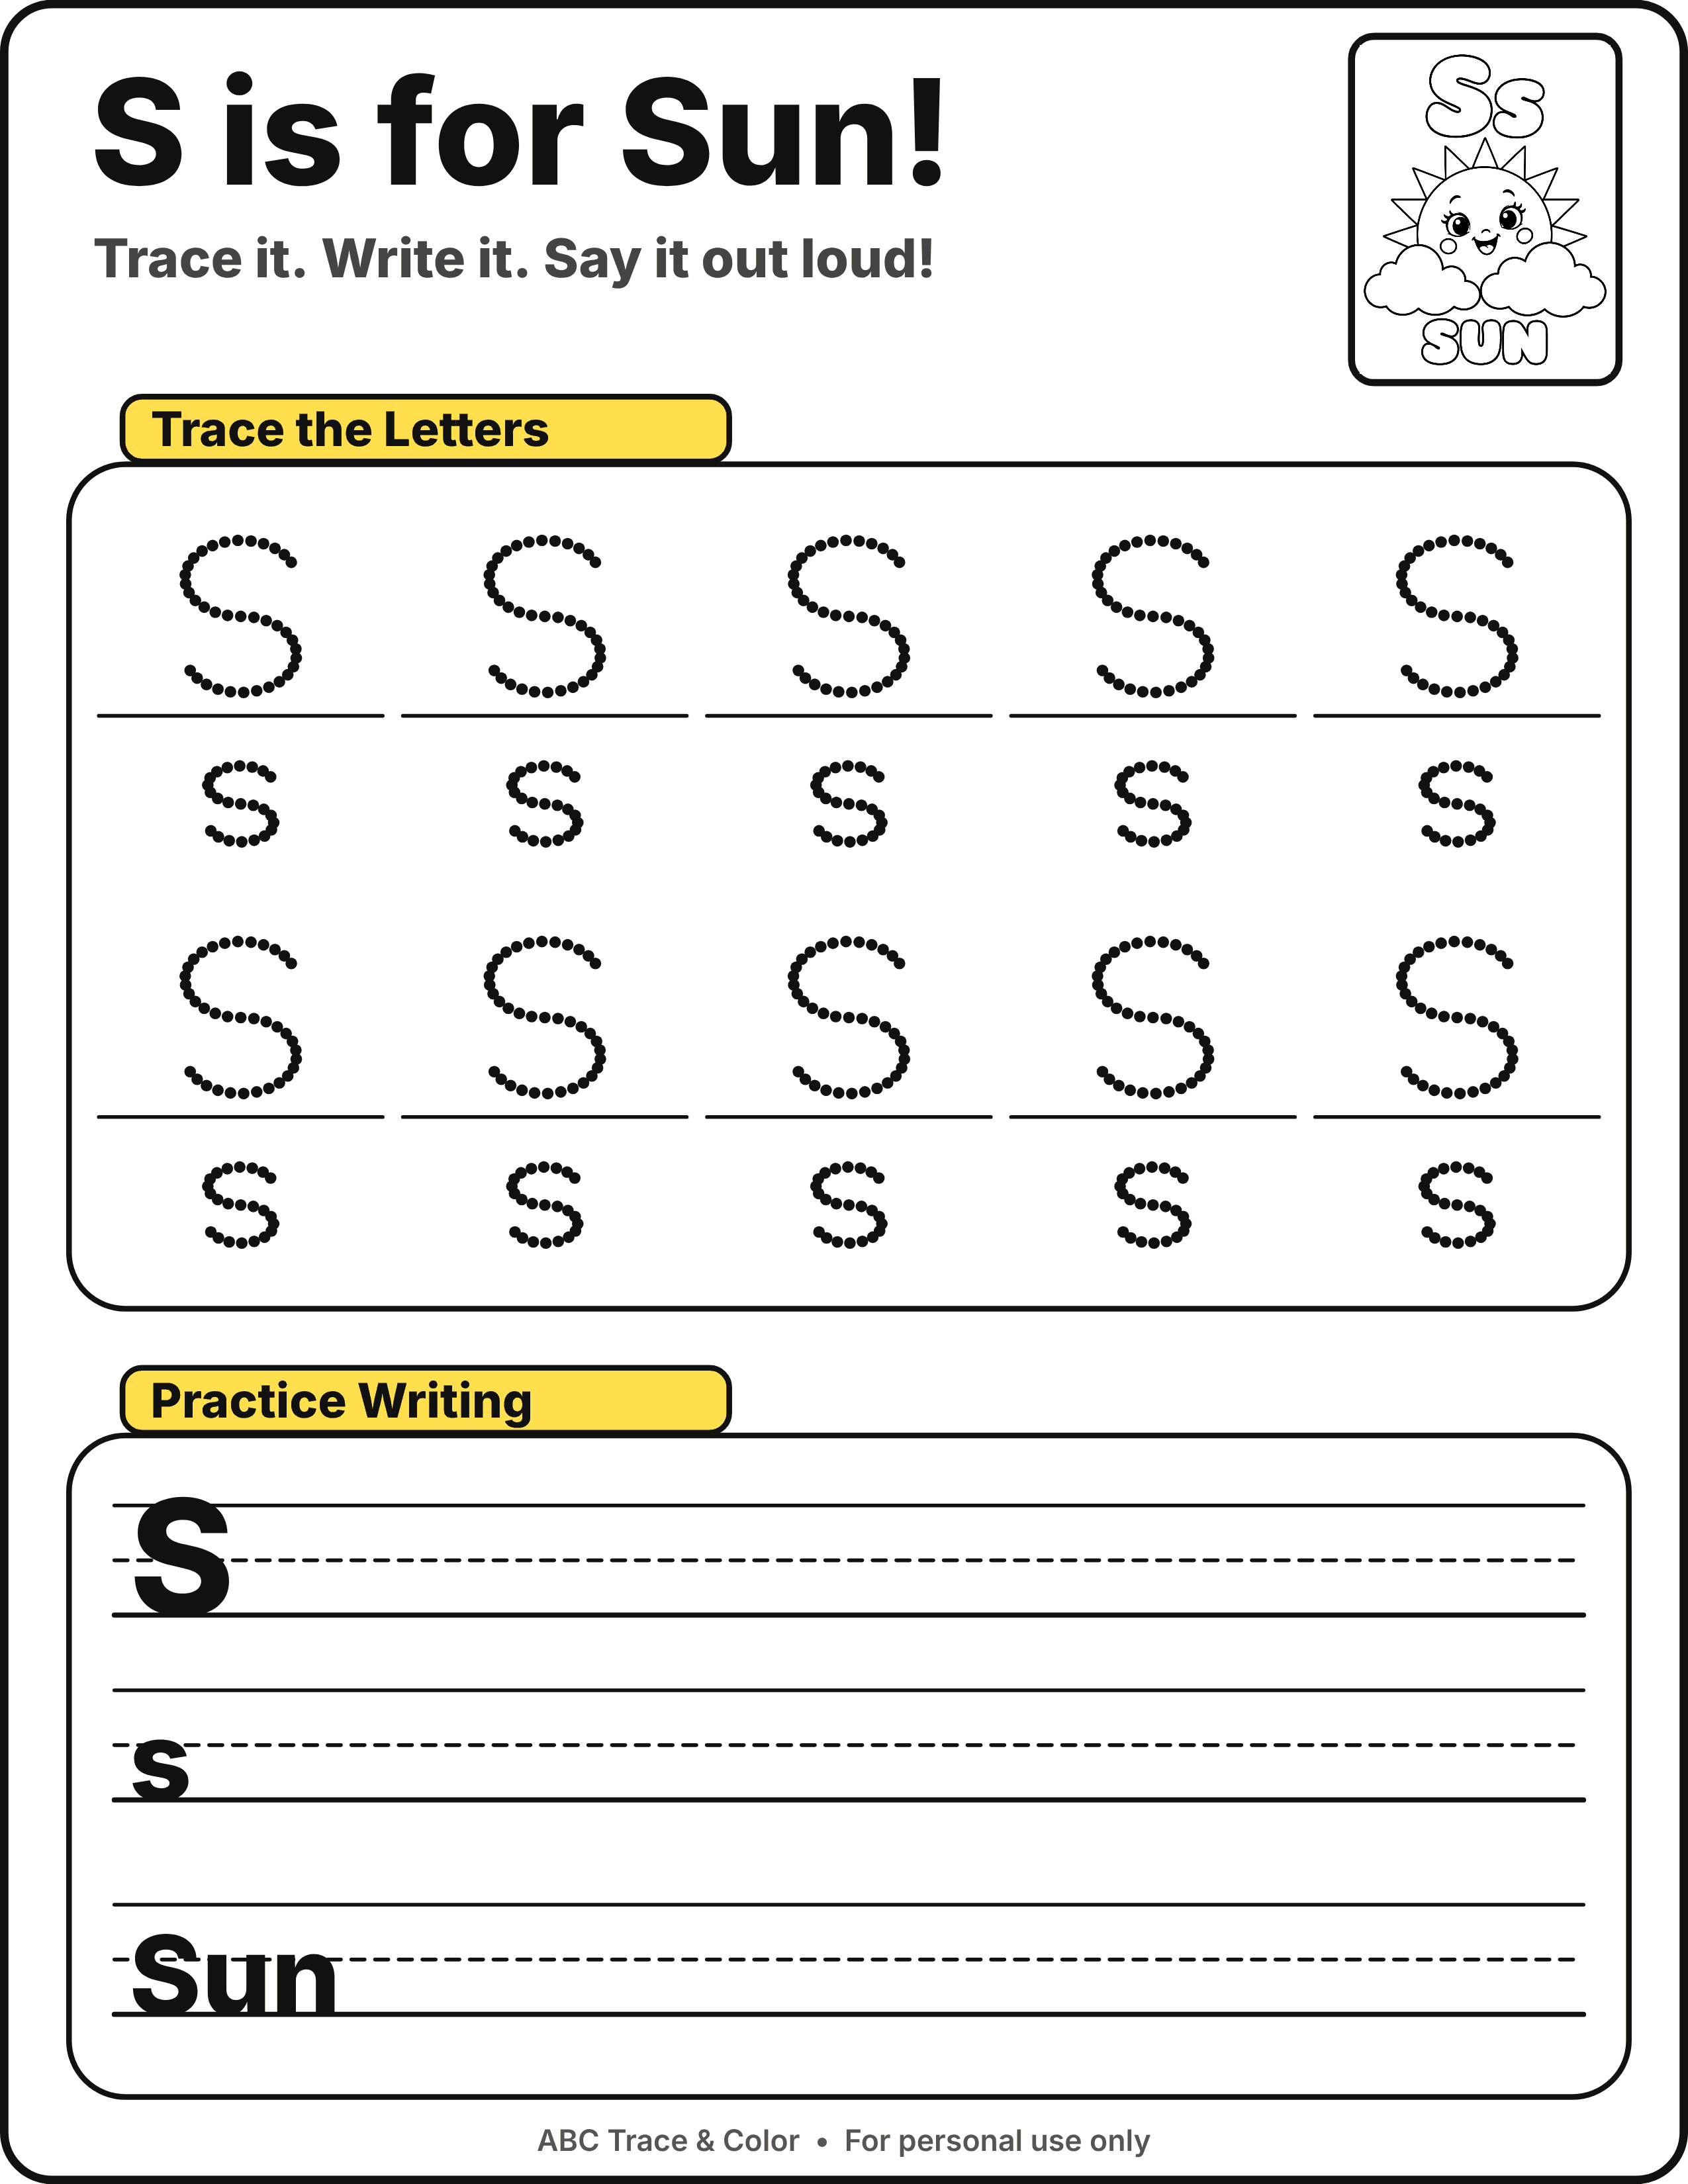 S is for Sun!
Trace it. Write it. Say it out loud!
Ss
SUN
Trace the Letters
S S S S S
s s s s s
S S S S S
s s s s s
Practice Writing
S
s
Sun
ABC Trace & Color • For personal use only